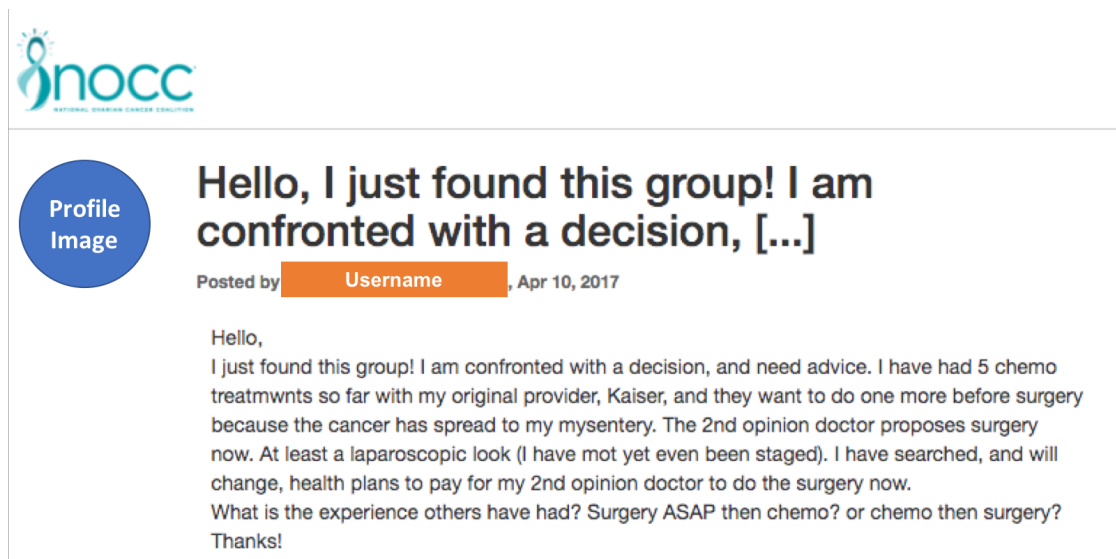 nocc
NATIONAL OVARIAN CANCER COALITION
Profile
Image
Hello, I just found this group! I am
confronted with a decision, [...]
Posted by Username, Apr 10, 2017
Hello,
I just found this group! I am confronted with a decision, and need advice. I have had 5 chemo
treatmwnts so far with my original provider, Kaiser, and they want to do one more before surgery
because the cancer has spread to my mysentery. The 2nd opinion doctor proposes surgery
now. At least a laparoscopic look (I have mot yet even been staged). I have searched, and will
change, health plans to pay for my 2nd opinion doctor to do the surgery now.
What is the experience others have had? Surgery ASAP then chemo? or chemo then surgery?
Thanks!